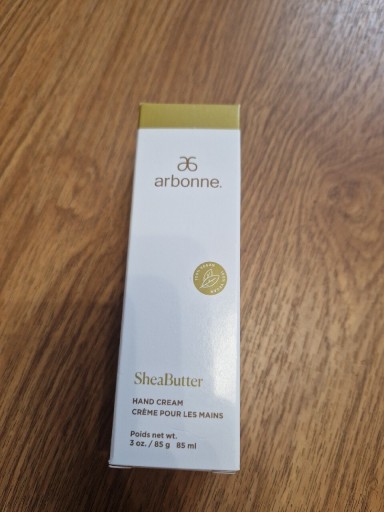 arbonne.
SheaButter
HAND CREAM
CRÈME POUR LES MAINS
Poids net wt.
3 oz. / 85 g 85 ml